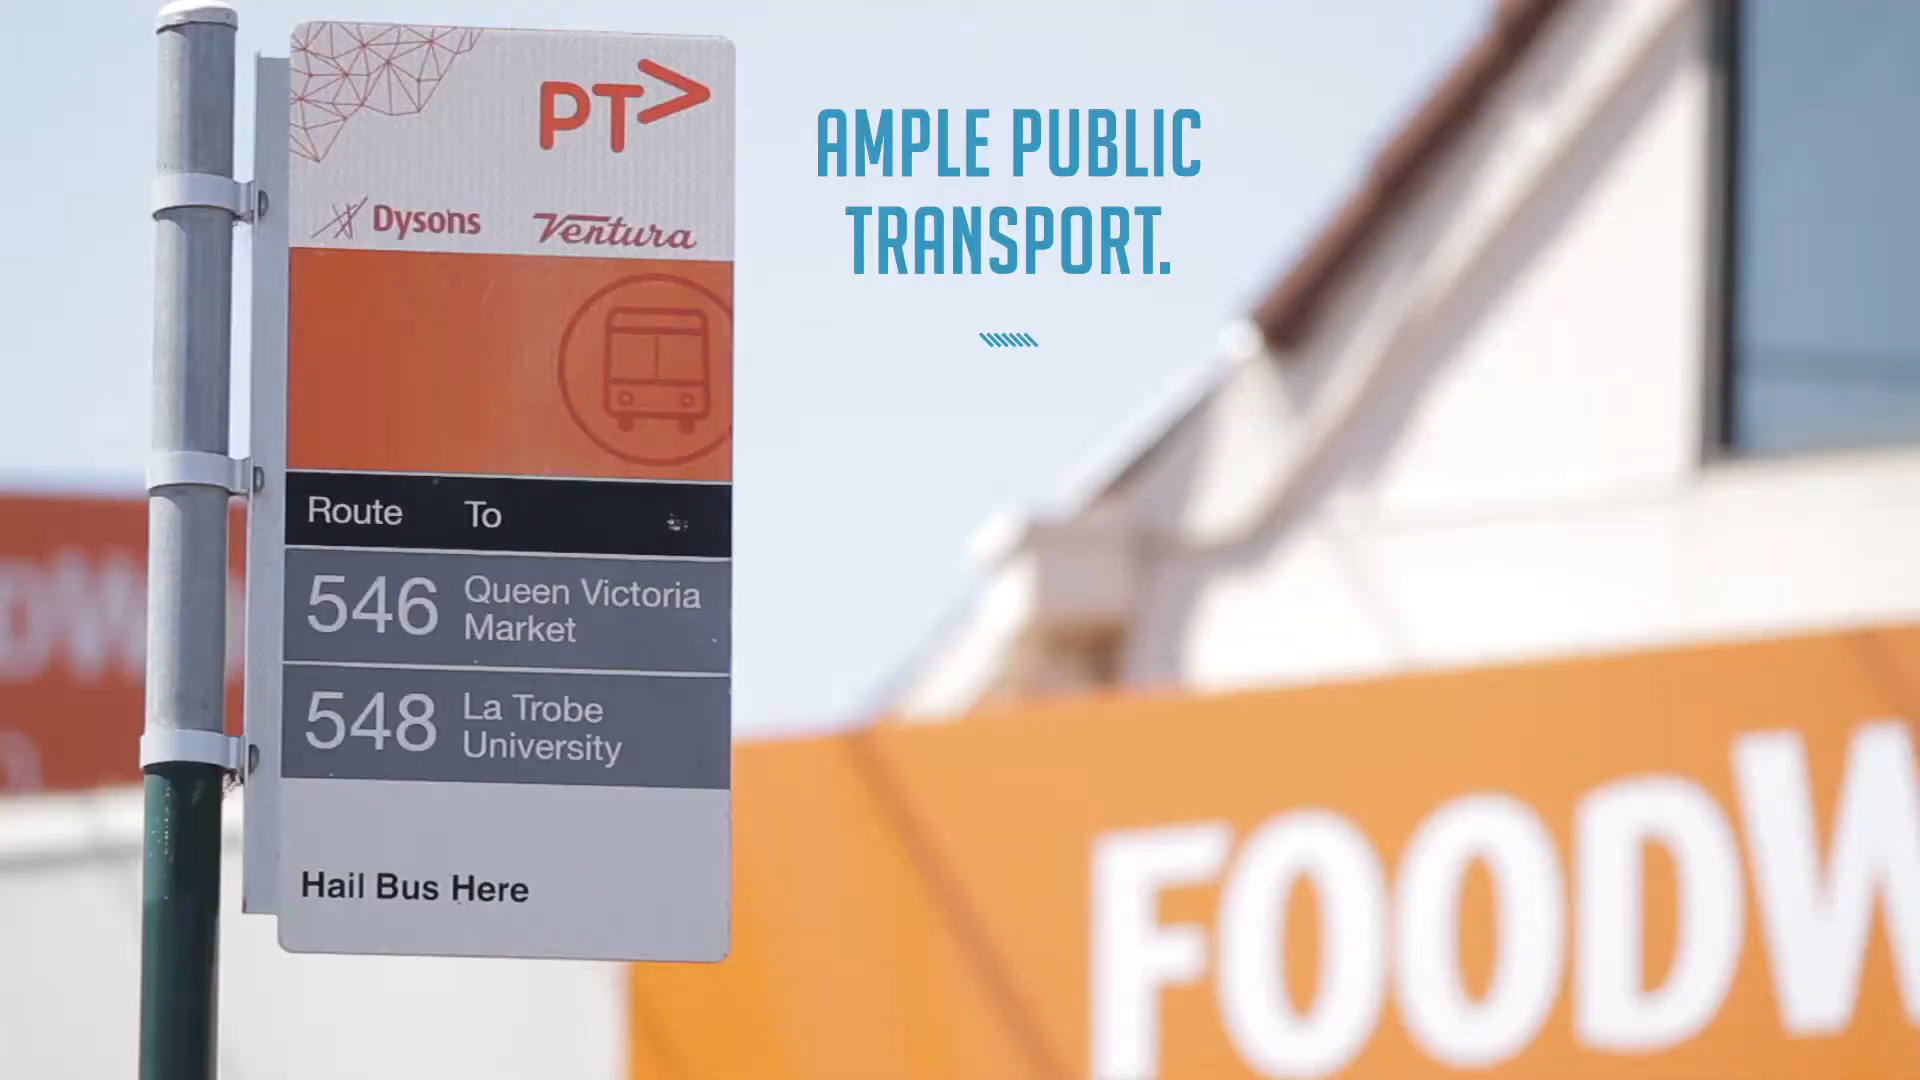 PT>
Dysons Ventura
Route To
546 Queen Victoria
Market
548 La Trobe
University
Hail Bus Here
AMPLE PUBLIC
TRANSPORT.
FOODW